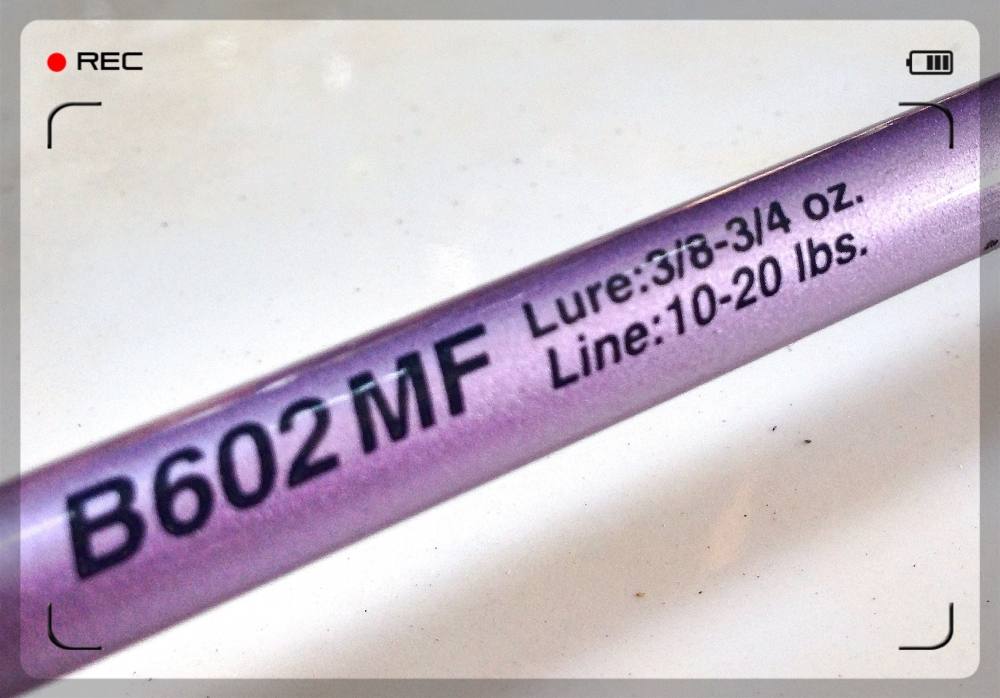 REC
B602MF
Lure:3/8-3/4 oz.
Line:10-20 lbs.